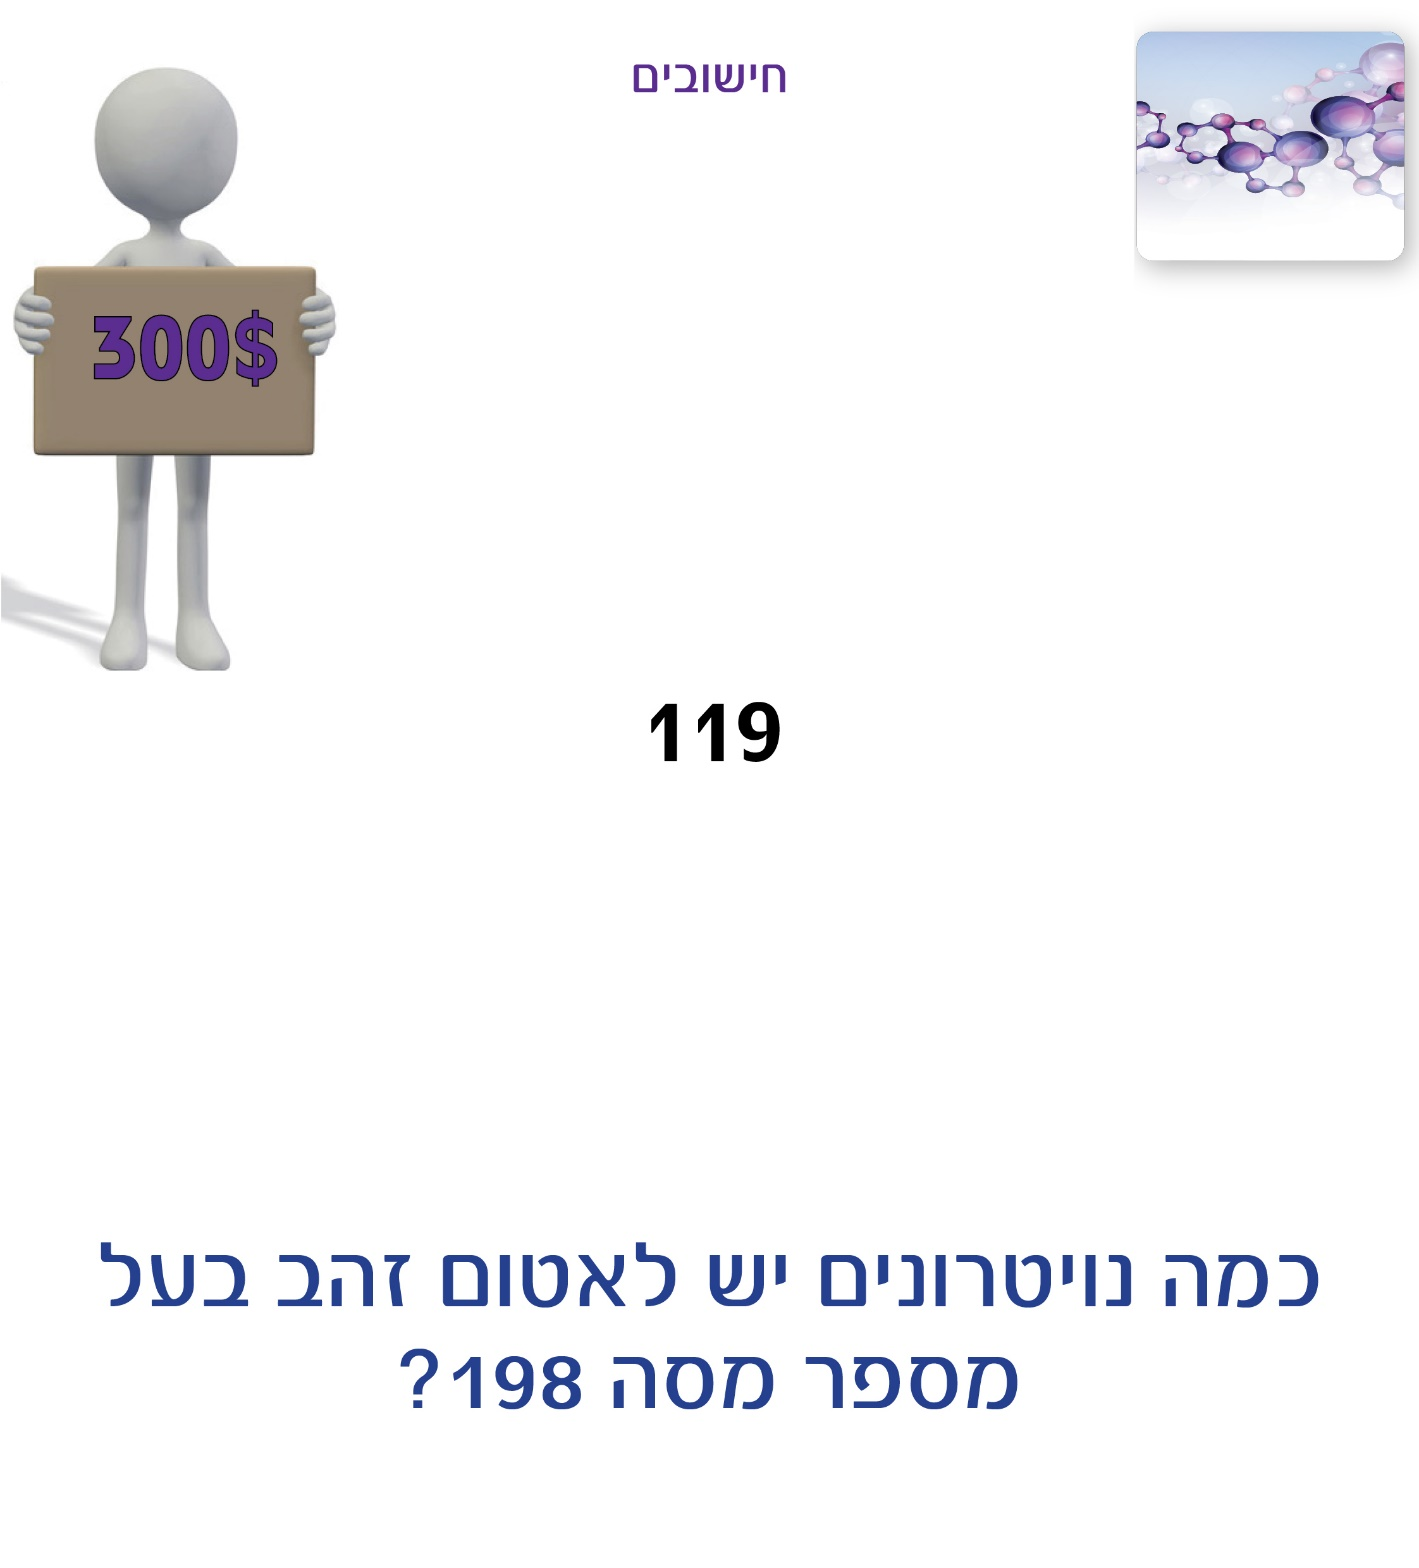 חישובים
300$
119
כמה נויטרונים יש לאטום זהב בעל
מספר מסה 198?